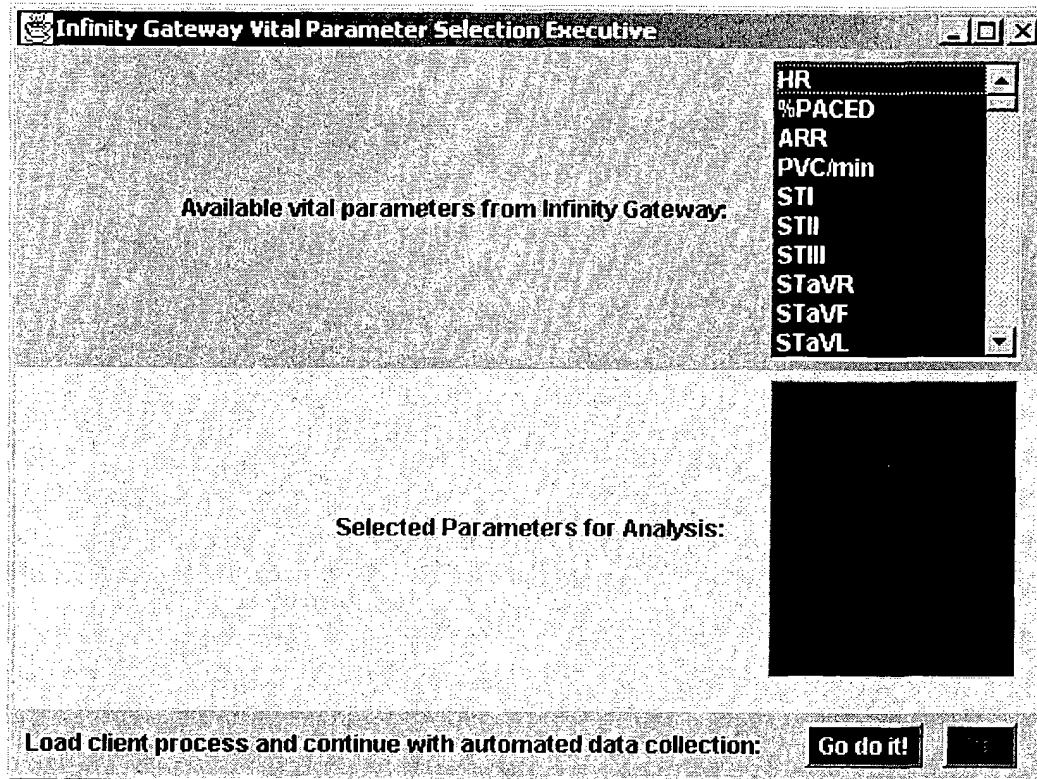 Infinity Gateway Vital Parameter Selection Executive
HR
%PACED
ARR
PVC/min
Available vital parameters from Infinity Gateway:
STI
STII
STIII
STaVR
STaVF
STaVL
Selected Parameters for Analysis:
Load client process and continue with automated data collection:
Go do it!